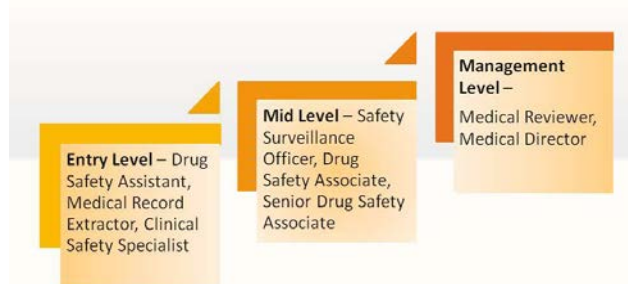 Entry Level – Drug
Safety Assistant,
Medical Record
Extractor, Clinical
Safety Specialist
Mid Level – Safety
Surveillance
Officer, Drug
Safety Associate,
Senior Drug Safety
Associate
Management
Level –
Medical Reviewer,
Medical Director